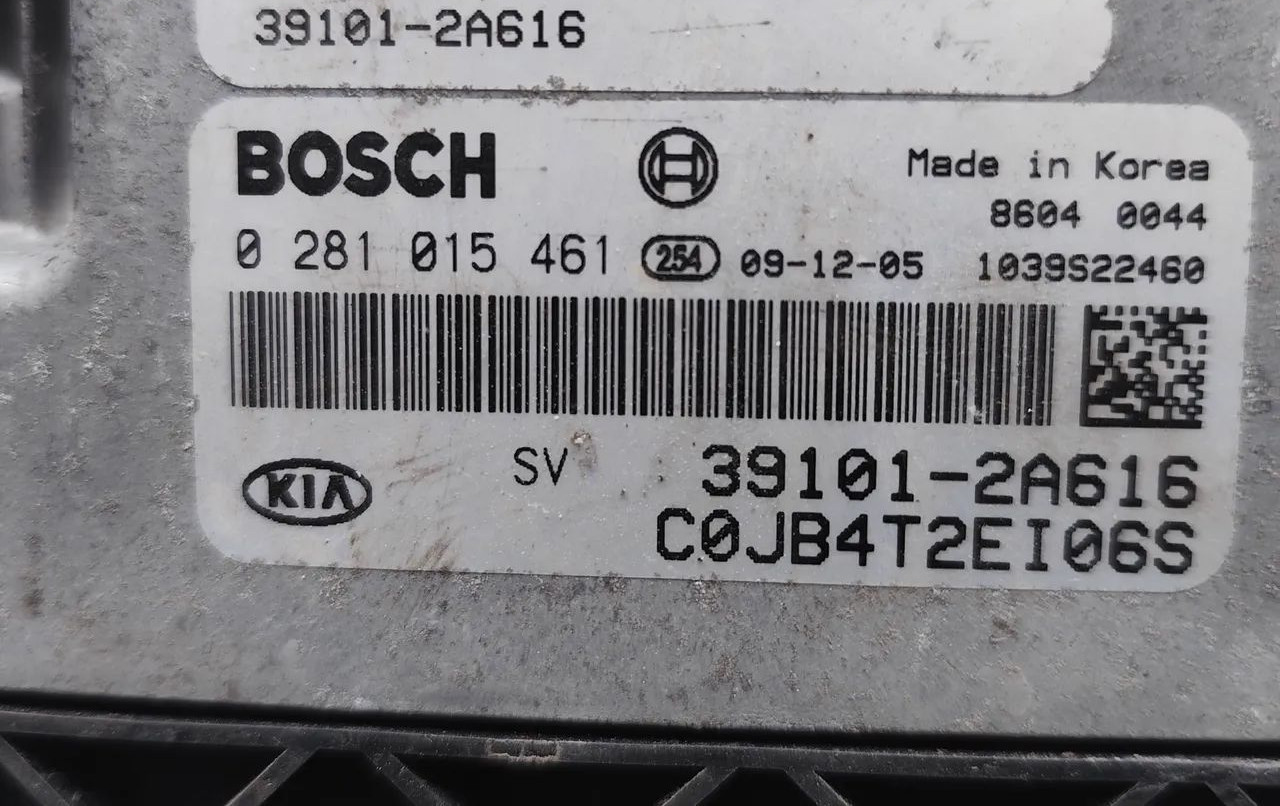 39101-2A616
BOSCH
Made in Korea
8604 0044
0 281 015 461 254 09-12-05 1039S22460
KIA SV 39101-2A616
C0JB4T2EI06S